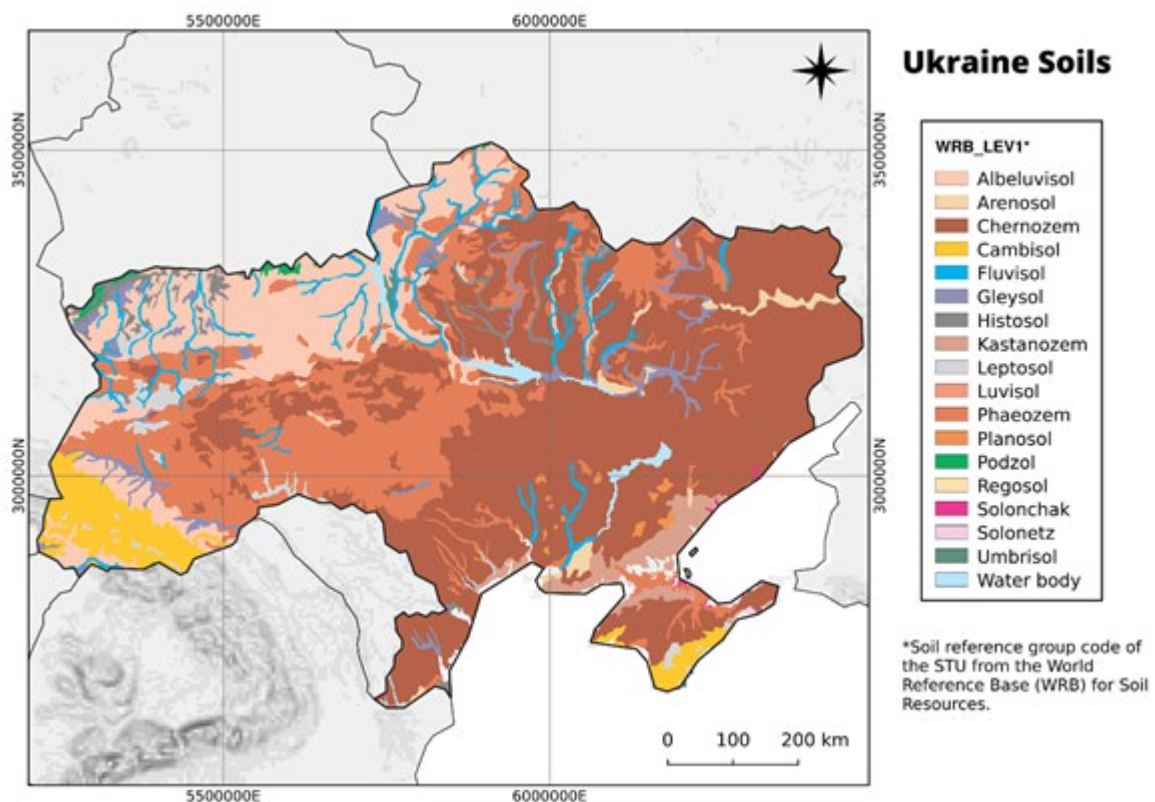 5500000E
6000000E
Ukraine Soils
3500000N
3500000N
WRB_LEV1*
Albeluvisol
Arenosol
Chernozem
Cambisol
Fluvisol
Gleysol
Histosol
Kastanozem
Leptosol
Luvisol
Phaeozem
Planosol
Podzol
Regosol
Solonchak
Solonetz
Umbrisol
Water body
3000000N
3000000N
*Soil reference group code of
the STU from the World
Reference Base (WRB) for Soil
Resources.
0 100 200 km
5500000E
6000000E